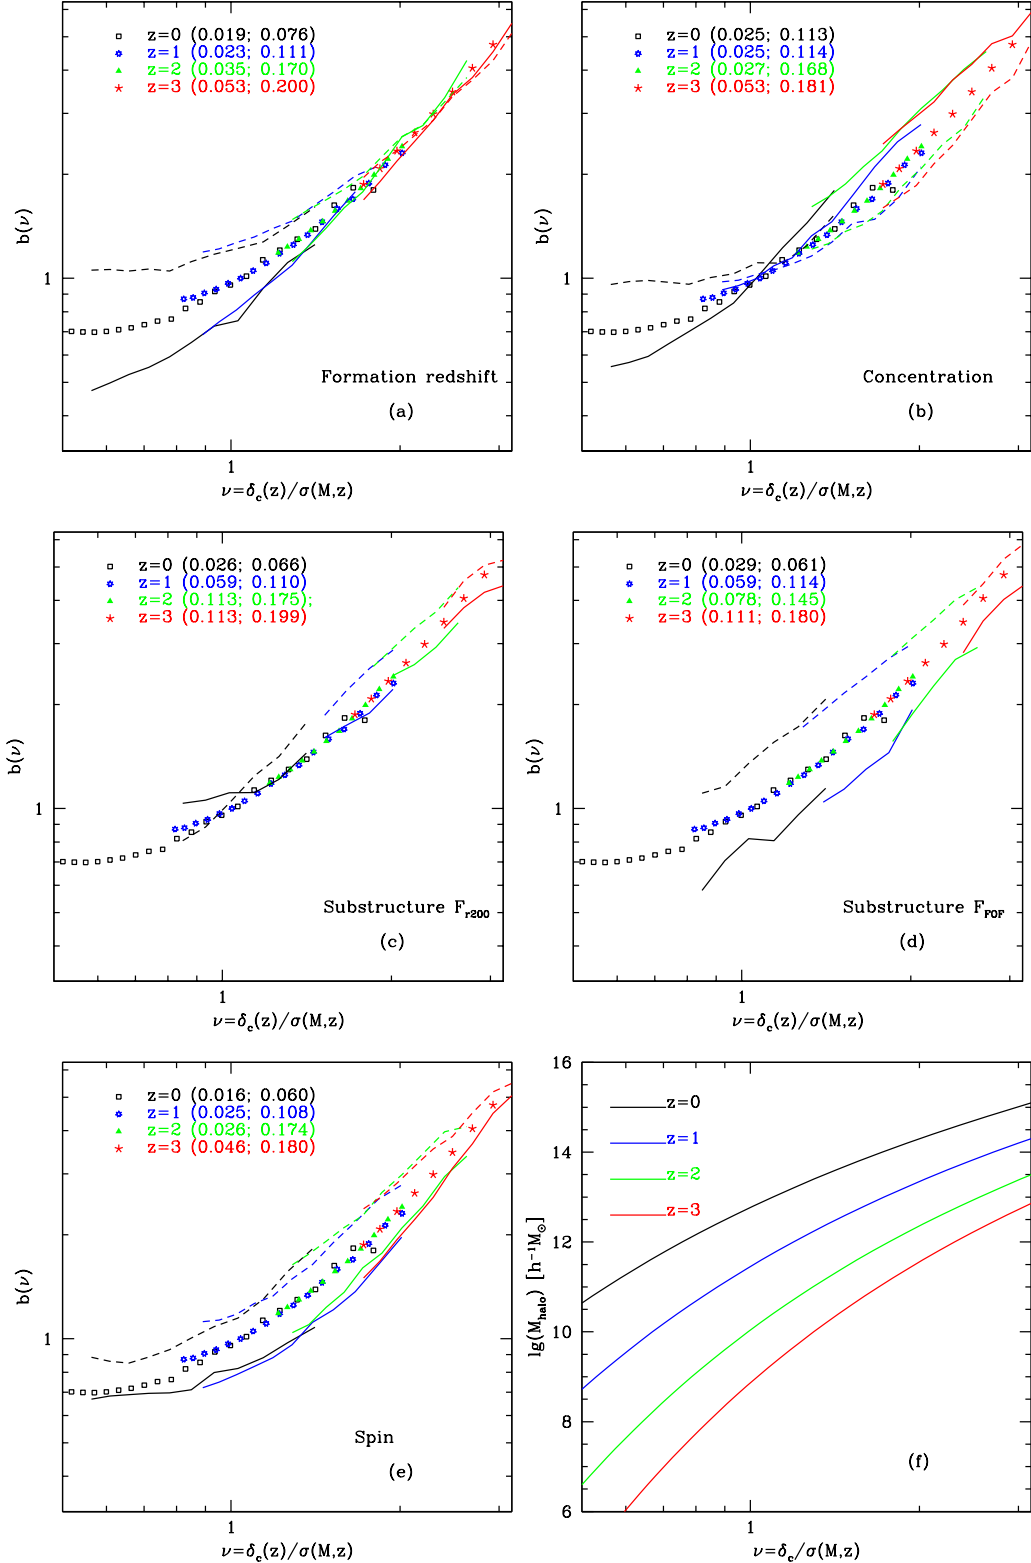 z=0 (0.019; 0.076)
z=1 (0.023; 0.111)
z=2 (0.035; 0.170)
z=3 (0.053; 0.200)
b(ν)
1
Formation redshift
(a)
1
ν=δc(z)/σ(M,z)
z=0 (0.025; 0.113)
z=1 (0.025; 0.114)
z=2 (0.027; 0.168)
z=3 (0.053; 0.181)
b(ν)
1
Concentration
(b)
1
ν=δc(z)/σ(M,z)
z=0 (0.026; 0.066)
z=1 (0.059; 0.110)
z=2 (0.113; 0.175);
z=3 (0.113; 0.199)
b(ν)
1
Substructure Fr200
(c)
1
ν=δc(z)/σ(M,z)
z=0 (0.029; 0.061)
z=1 (0.059; 0.114)
z=2 (0.078; 0.145)
z=3 (0.111; 0.180)
b(ν)
1
Substructure FFOF
(d)
1
ν=δc(z)/σ(M,z)
z=0 (0.016; 0.060)
z=1 (0.025; 0.108)
z=2 (0.026; 0.174)
z=3 (0.046; 0.180)
b(ν)
1
Spin
(e)
1
ν=δc(z)/σ(M,z)
16
14
12
10
8
6
lg(Mhalo) [h⁻¹M⊙]
z=0
z=1
z=2
z=3
(f)
1
ν=δc/σ(M,z)